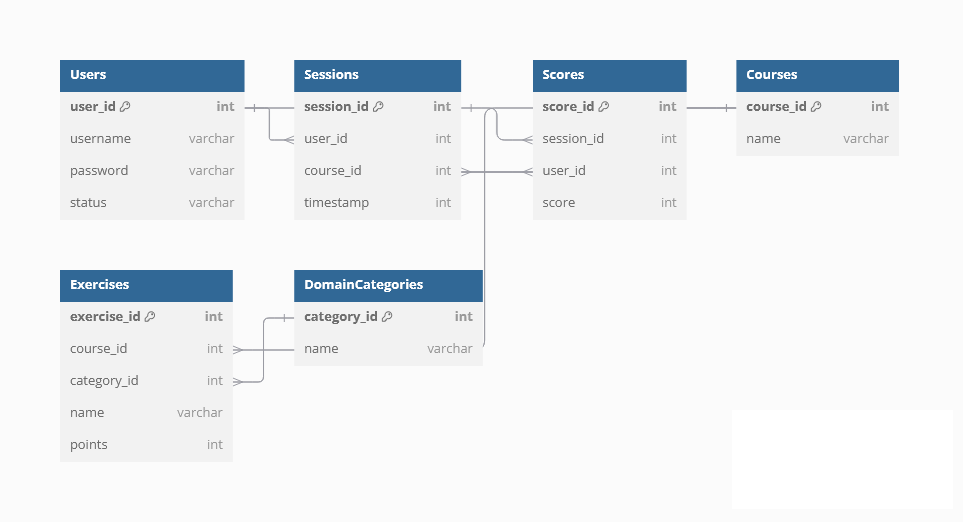 Users
user_id int
username varchar
password varchar
status varchar
Sessions
session_id int
user_id int
course_id int
timestamp int
Scores
score_id int
session_id int
user_id int
score int
Courses
course_id int
name varchar
Exercises
exercise_id int
course_id int
category_id int
name varchar
points int
DomainCategories
category_id int
name varchar